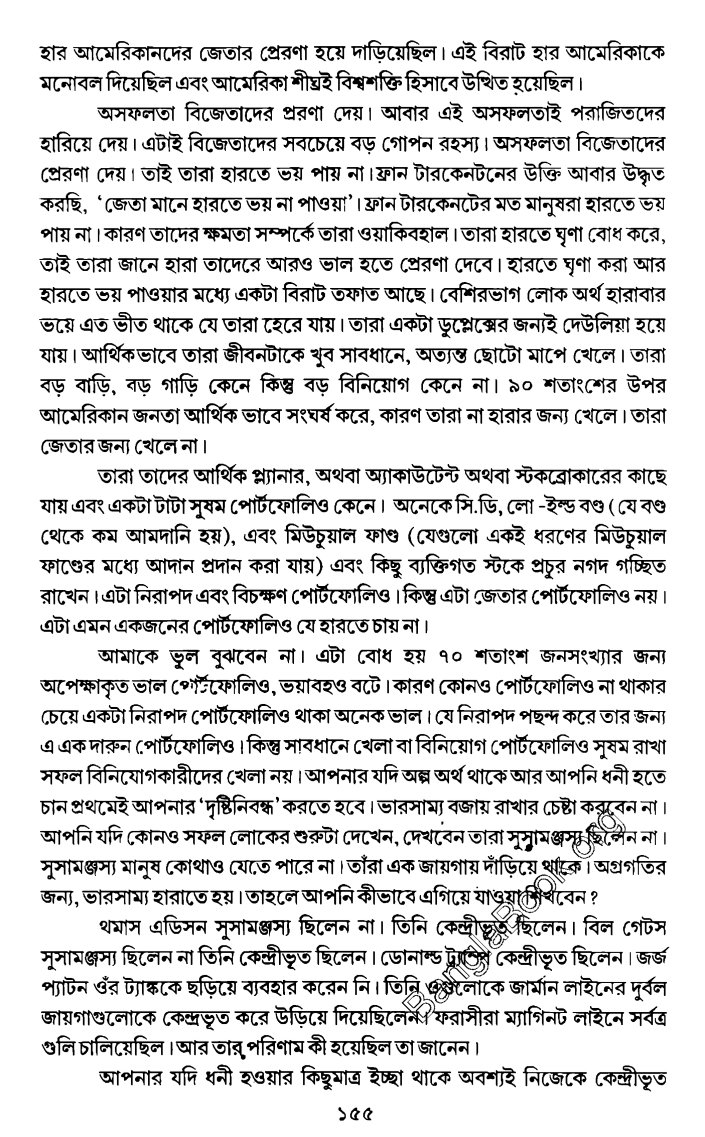 হার আমেরিকানদের জেতার প্রেরণা হয়ে দাড়িয়েছিল। এই বিরাট হার আমেরিকাকে
মনোবল দিয়েছিল এবং আমেরিকা শীঘ্রই বিশ্বশক্তি হিসাবে উত্থিত হয়েছিল।
অসফলতা বিজেতাদের প্ররণা দেয়। আবার এই অসফলতাই পরাজিতদের
হারিয়ে দেয়। এটাই বিজেতাদের সবচেয়ে বড় গোপন রহস্য। অসফলতা বিজেতাদের
প্রেরণা দেয়। তাই তারা হারতে ভয় পায় না। ফ্রান টারকেনটনের উক্তি আবার উদ্ধৃত
করছি, ‘জেতা মানে হারতে ভয় না পাওয়া’। ফ্রান টারকেনটের মত মানুষরা হারতে ভয়
পায় না। কারণ তাদের ক্ষমতা সম্পর্কে তারা ওয়াকিবহাল। তারা হারতে ঘৃণা বোধ করে,
তাই তারা জানে হারা তাদেরে আরও ভাল হতে প্রেরণা দেবে। হারতে ঘৃণা করা আর
হারতে ভয় পাওয়ার মধ্যে একটা বিরাট তফাত আছে। বেশিরভাগ লোক অর্থ হারাবার
ভয়ে এত ভীত থাকে যে তারা হেরে যায়। তারা একটা ডুপ্লেক্সের জন্যই দেউলিয়া হয়ে
যায়। আর্থিকভাবে তারা জীবনটাকে খুব সাবধানে, অত্যন্ত ছোটো মাপে খেলে। তারা
বড় বাড়ি, বড় গাড়ি কেনে কিন্তু বড় বিনিয়োগ কেনে না। ৯০ শতাংশের উপর
আমেরিকান জনতা আর্থিক ভাবে সংঘর্ষ করে, কারণ তারা না হারার জন্য খেলে। তারা
জেতার জন্য খেলে না।
তারা তাদের আর্থিক প্ল্যানার, অথবা অ্যাকাউটেন্ট অথবা স্টকব্রোকারের কাছে
যায় এবং একটা টাটা সুষম পোর্টফোলিও কেনে। অনেকে সি.ডি, লো -ইল্ড বণ্ড (যে বণ্ড
থেকে কম আমদানি হয়), এবং মিউচুয়াল ফাণ্ড (যেগুলো একই ধরণের মিউচুয়াল
ফাণ্ডের মধ্যে আদান প্রদান করা যায়) এবং কিছু ব্যক্তিগত স্টকে প্রচুর নগদ গচ্ছিত
রাখেন। এটা নিরাপদ এবং বিচক্ষণ পোর্টফোলিও। কিন্তু এটা জেতার পোর্টফোলিও নয়।
এটা এমন একজনের পোর্টফোলিও যে হারতে চায় না।
আমাকে ভুল বুঝবেন না। এটা বোধ হয় ৭০ শতাংশ জনসংখ্যার জন্য
অপেক্ষাকৃত ভাল পোর্টফোলিও, ভয়াবহও বটে। কারণ কোনও পোর্টফোলিও না থাকার
চেয়ে একটা নিরাপদ পোর্টফোলিও থাকা অনেক ভাল। যে নিরাপদ পছন্দ করে তার জন্য
এ এক দারুন পোর্টফোলিও। কিন্তু সাবধানে খেলা বা বিনিয়োগ পোর্টফোলিও সুষম রাখা
সফল বিনিযোগকারীদের খেলা নয়। আপনার যদি অল্প অর্থ থাকে আর আপনি ধনী হতে
চান প্রথমেই আপনার ‘দৃষ্টিনিবন্ধ’ করতে হবে। ভারসাম্য বজায় রাখার চেষ্টা করবেন না।
আপনি যদি কোনও সফল লোকের শুরুটা দেখেন, দেখবেন তারা সুসামঞ্জস্য ছিলেন না।
সুসামঞ্জস্য মানুষ কোথাও যেতে পারে না। তাঁরা এক জায়গায় দাঁড়িয়ে থাকে। অগ্রগতির
জন্য, ভারসাম্য হারাতে হয়। তাহলে আপনি কীভাবে এগিয়ে যাওয়া শিখবেন ?
থমাস এডিসন সুসামঞ্জস্য ছিলেন না। তিনি কেন্দ্রীভূত ছিলেন। বিল গেটস
সুসামঞ্জস্য ছিলেন না তিনি কেন্দ্রীভূত ছিলেন। ডোনাল্ড ট্রাম্প কেন্দ্রীভূত ছিলেন। জর্জ
প্যাটন ওঁর ট্যাঙ্ককে ছড়িয়ে ব্যবহার করেন নি। তিনি ওগুলোকে জার্মান লাইনের দুর্বল
জায়গাগুলোকে কেন্দ্রভূত করে উড়িয়ে দিয়েছিলেন। ফরাসীরা ম্যাগিনট লাইনে সর্বত্র
গুলি চালিয়েছিল। আর তার পরিণাম কী হয়েছিল তা জানেন।
আপনার যদি ধনী হওয়ার কিছুমাত্র ইচ্ছা থাকে অবশ্যই নিজেকে কেন্দ্রীভূত
১৫৫
BanglaBook.org